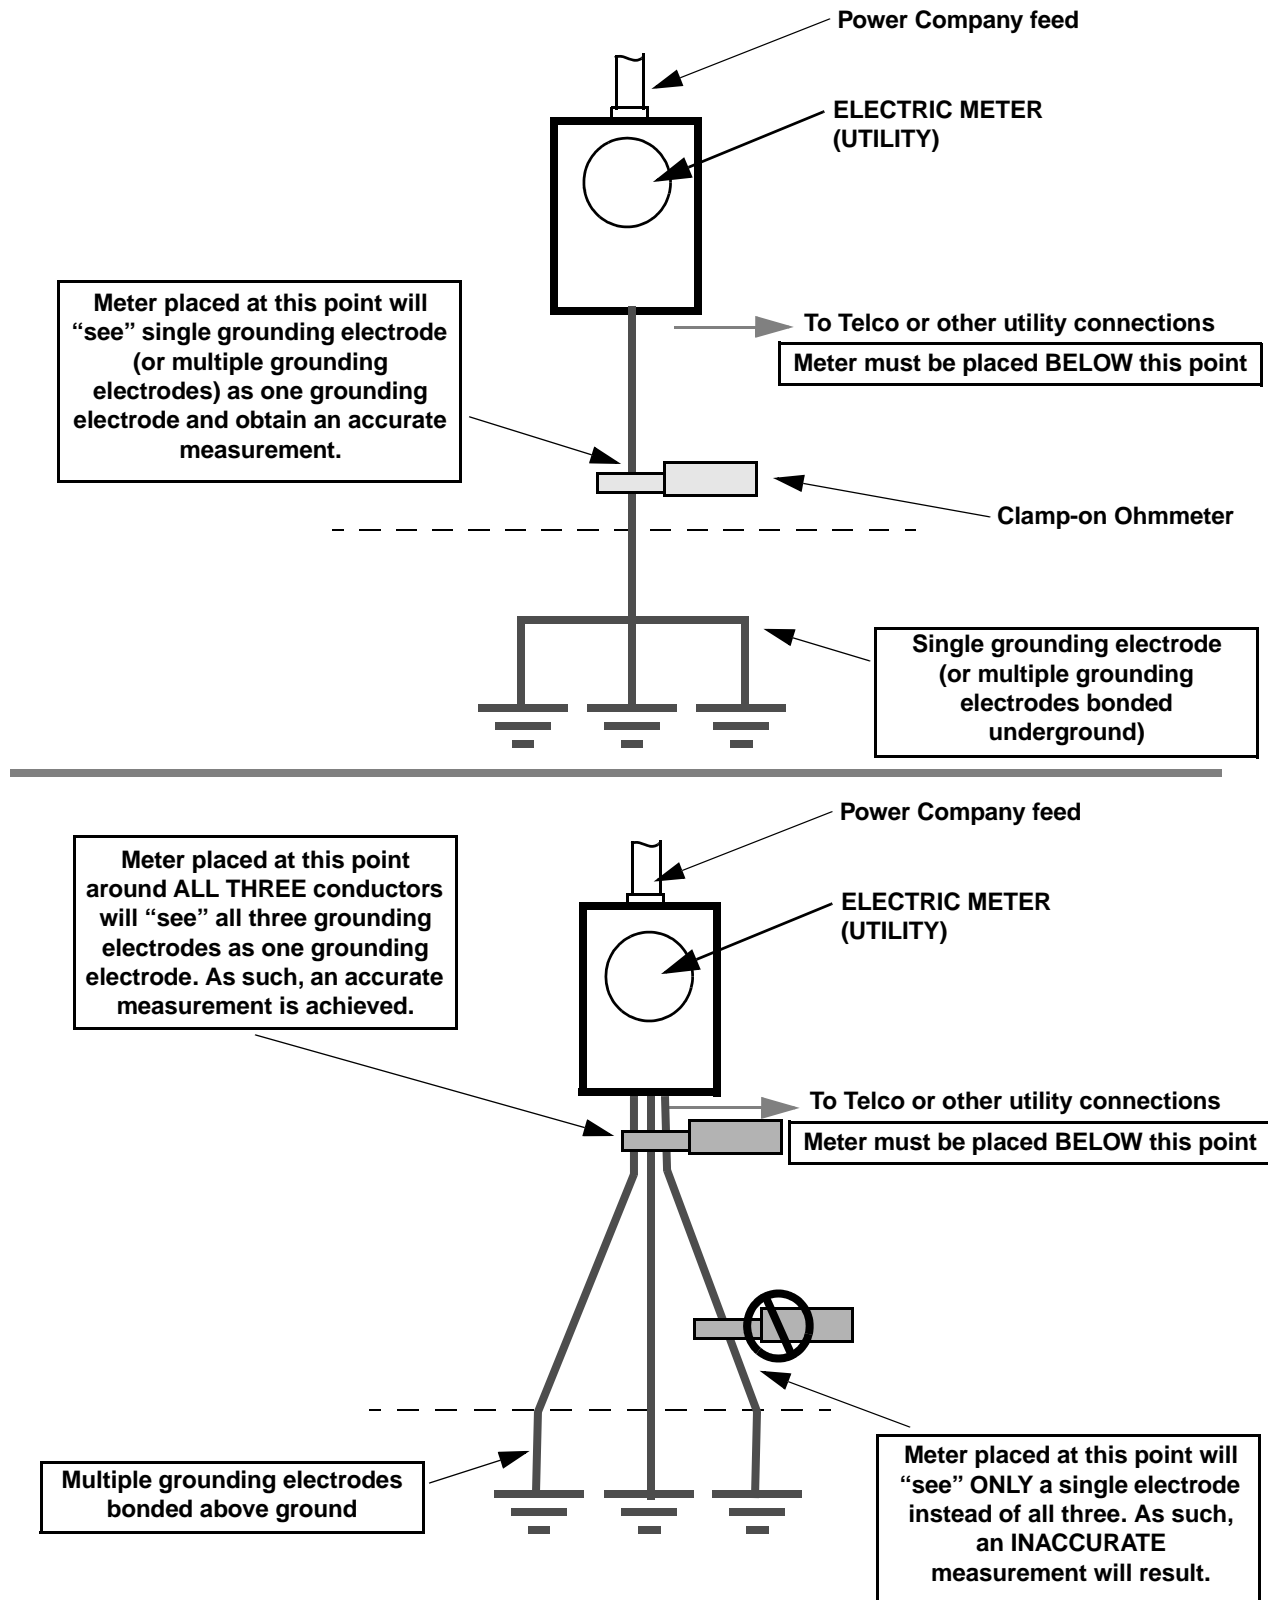 Power Company feed
ELECTRIC METER
(UTILITY)
Meter placed at this point will
“see” single grounding electrode
(or multiple grounding
electrodes) as one grounding
electrode and obtain an accurate
measurement.
To Telco or other utility connections
Meter must be placed BELOW this point
Clamp-on Ohmmeter
Single grounding electrode
(or multiple grounding
electrodes bonded
underground)
Power Company feed
Meter placed at this point
around ALL THREE conductors
will “see” all three grounding
electrodes as one grounding
electrode. As such, an accurate
measurement is achieved.
ELECTRIC METER
(UTILITY)
To Telco or other utility connections
Meter must be placed BELOW this point
Multiple grounding electrodes
bonded above ground
Meter placed at this point will
“see” ONLY a single electrode
instead of all three. As such,
an INACCURATE
measurement will result.